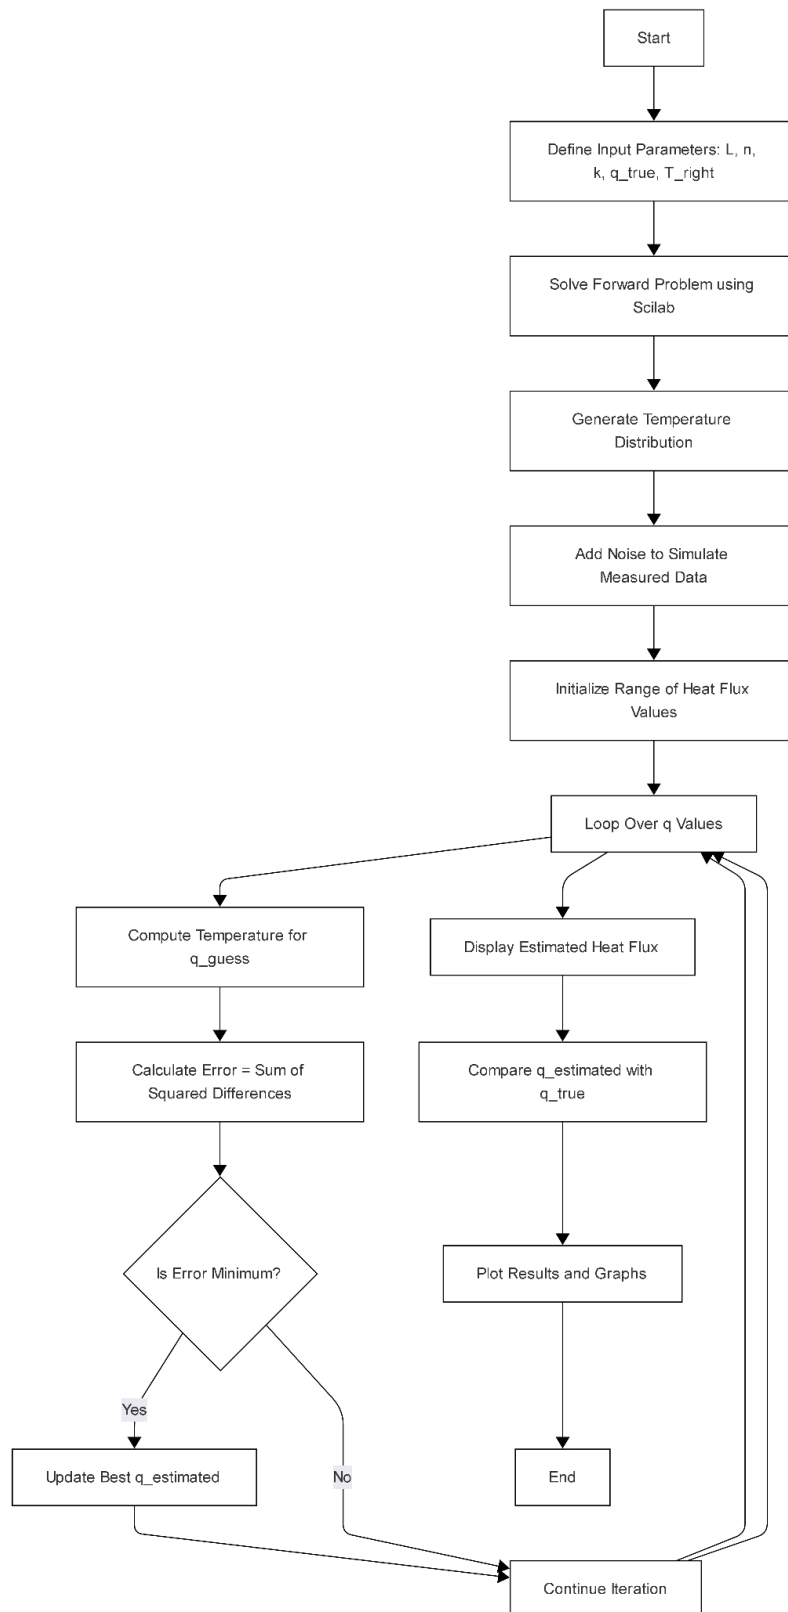 Start
Define Input Parameters: L, n,
k, q_true, T_right
Solve Forward Problem using
Scilab
Generate Temperature
Distribution
Add Noise to Simulate
Measured Data
Initialize Range of Heat Flux
Values
Loop Over q Values
Compute Temperature for
q_guess
Display Estimated Heat Flux
Calculate Error = Sum of
Squared Differences
Compare q_estimated with
q_true
Is Error Minimum?
Plot Results and Graphs
Yes
No
Update Best q_estimated
End
Continue Iteration